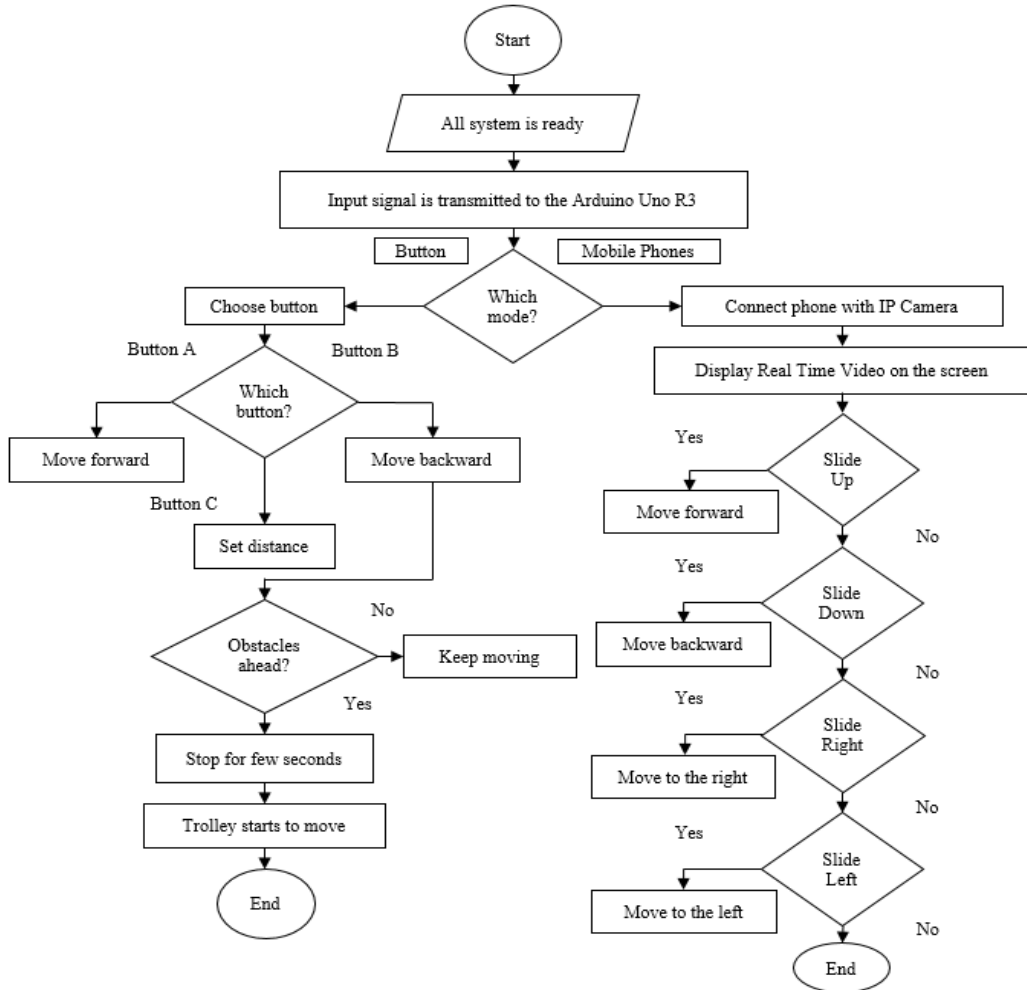 Start
All system is ready
Input signal is transmitted to the Arduino Uno R3
Button
Mobile Phones
Which
mode?
Choose button
Connect phone with IP Camera
Button A
Button B
Display Real Time Video on the screen
Which
button?
Move forward
Move backward
Yes
Slide
Up
Move forward
No
Button C
Set distance
Yes
Slide
Down
Move backward
No
No
Obstacles
ahead?
Keep moving
Yes
Yes
Slide
Right
Move to the right
No
Stop for few seconds
Trolley starts to move
End
Yes
Slide
Left
Move to the left
No
End